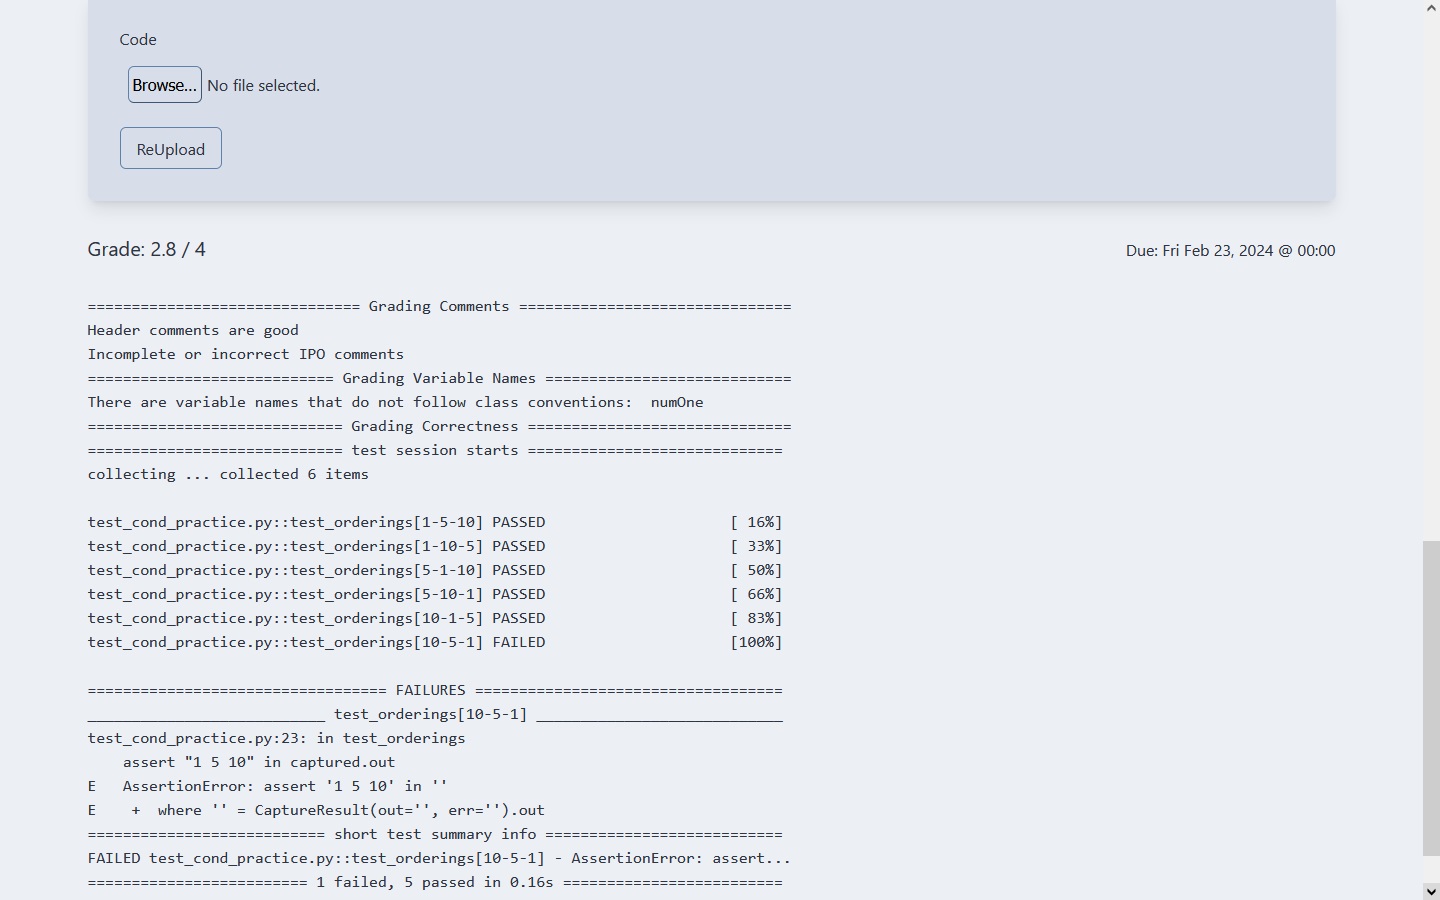 Code
Browse... No file selected.
ReUpload
Grade: 2.8 / 4
Due: Fri Feb 23, 2024 @ 00:00
=============================== Grading Comments ===============================
Header comments are good
Incomplete or incorrect IPO comments
============================ Grading Variable Names ============================
There are variable names that do not follow class conventions:  numOne
============================= Grading Correctness ==============================
============================= test session starts =============================
collecting ... collected 6 items
test_cond_practice.py::test_orderings[1-5-10] PASSED                     [ 16%]
test_cond_practice.py::test_orderings[1-10-5] PASSED                     [ 33%]
test_cond_practice.py::test_orderings[5-1-10] PASSED                     [ 50%]
test_cond_practice.py::test_orderings[5-10-1] PASSED                     [ 66%]
test_cond_practice.py::test_orderings[10-1-5] PASSED                     [ 83%]
test_cond_practice.py::test_orderings[10-5-1] FAILED                     [100%]
================================== FAILURES ===================================
___________________________ test_orderings[10-5-1] ____________________________
test_cond_practice.py:23: in test_orderings
    assert "1 5 10" in captured.out
E   AssertionError: assert '1 5 10' in ''
E    +  where '' = CaptureResult(out='', err='').out
=========================== short test summary info ===========================
FAILED test_cond_practice.py::test_orderings[10-5-1] - AssertionError: assert...
========================= 1 failed, 5 passed in 0.16s =========================